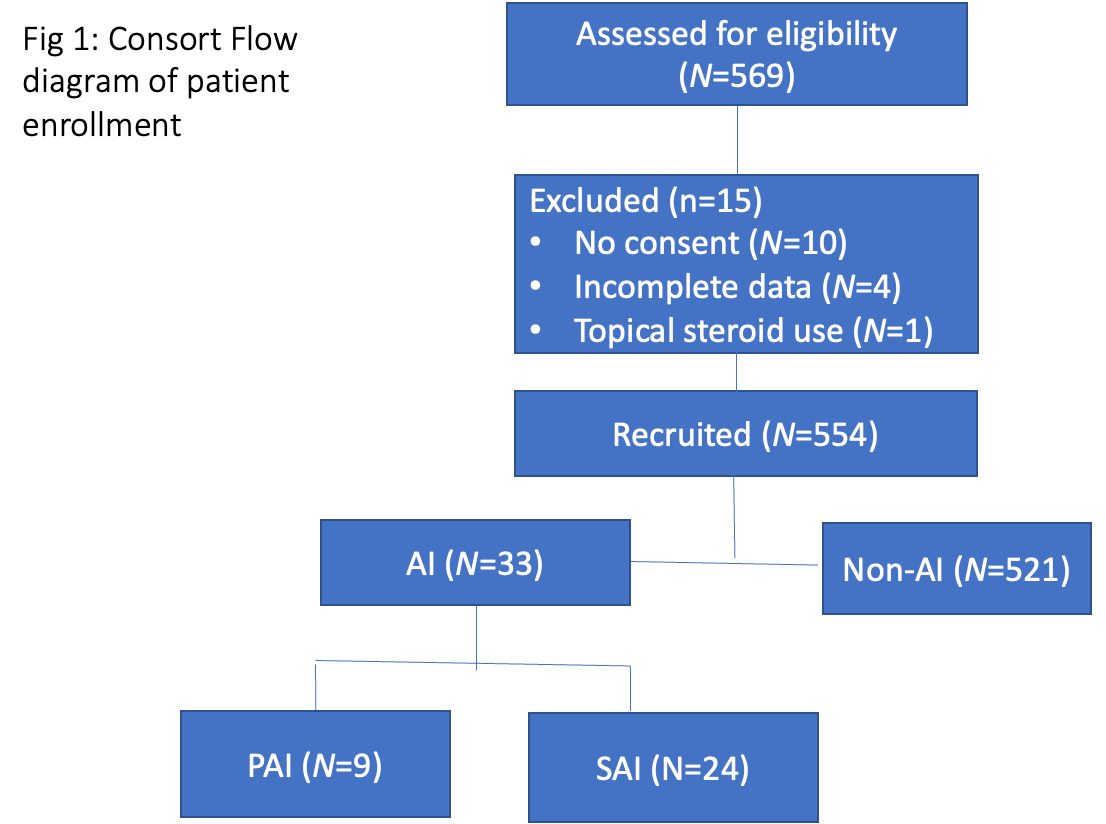 Fig 1: Consort Flow
diagram of patient
enrollment
Assessed for eligibility
(N=569)
Excluded (n=15)
• No consent (N=10)
• Incomplete data (N=4)
• Topical steroid use (N=1)
Recruited (N=554)
AI (N=33)
Non-AI (N=521)
PAI (N=9)
SAI (N=24)